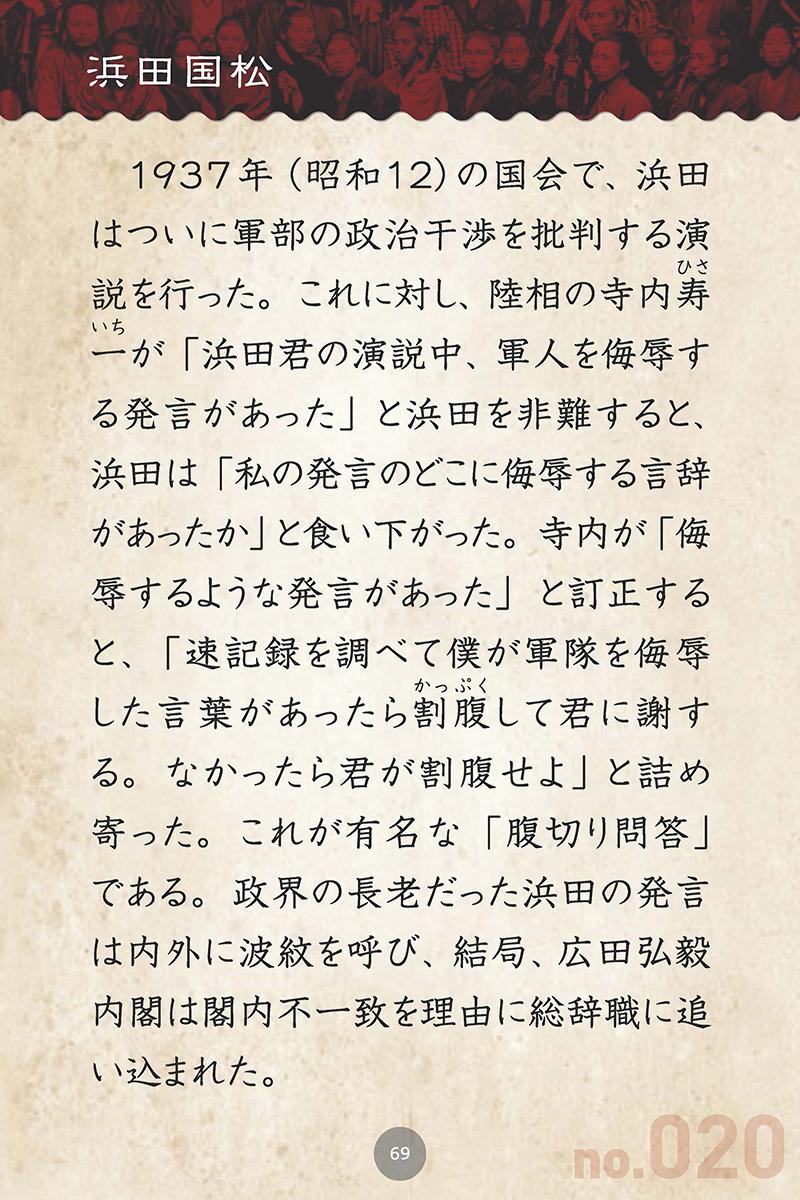 浜田国松
1937年（昭和12）の国会で、浜田
はついに軍部の政治干渉を批判する演
ひさ
説を行った。これに対し、陸相の寺内寿
いち
一が「浜田君の演説中、軍人を侮辱す
る発言があった」と浜田を非難すると、
浜田は「私の発言のどこに侮辱する言辞
があったか」と食い下がった。寺内が「侮
辱するような発言があった」と訂正する
と、「速記録を調べて僕が軍隊を侮辱
かっぷく
した言葉があったら割腹して君に謝す
る。なかったら君が割腹せよ」と詰め
寄った。これが有名な「腹切り問答」
である。政界の長老だった浜田の発言
は内外に波紋を呼び、結局、広田弘毅
内閣は閣内不一致を理由に総辞職に追
い込まれた。
69
no.020